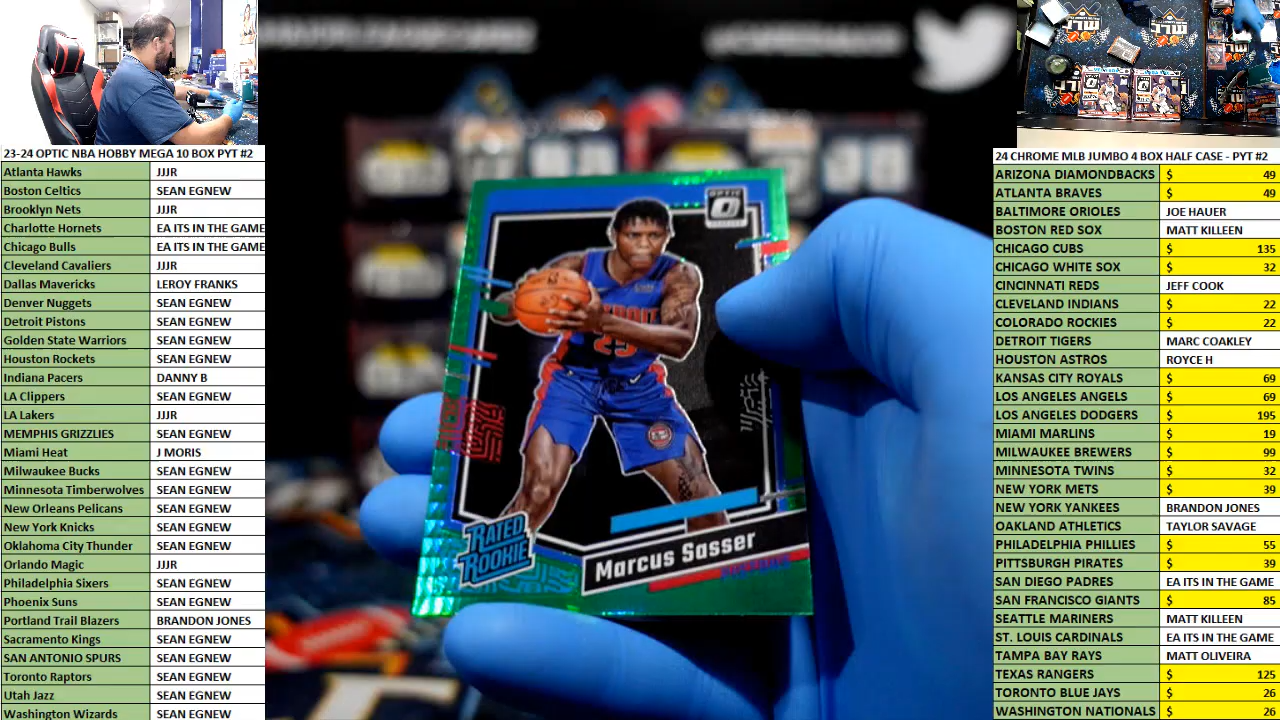 23-24 OPTIC NBA HOBBY MEGA 10 BOX PYT #2
Atlanta Hawks JJJR
Boston Celtics SEAN EGNEW
Brooklyn Nets JJJR
Charlotte Hornets EA ITS IN THE GAME
Chicago Bulls EA ITS IN THE GAME
Cleveland Cavaliers JJJR
Dallas Mavericks LEROY FRANKS
Denver Nuggets SEAN EGNEW
Detroit Pistons SEAN EGNEW
Golden State Warriors SEAN EGNEW
Houston Rockets SEAN EGNEW
Indiana Pacers DANNY B
LA Clippers SEAN EGNEW
LA Lakers JJJR
MEMPHIS GRIZZLIES SEAN EGNEW
Miami Heat J MORIS
Milwaukee Bucks SEAN EGNEW
Minnesota Timberwolves SEAN EGNEW
New Orleans Pelicans SEAN EGNEW
New York Knicks SEAN EGNEW
Oklahoma City Thunder SEAN EGNEW
Orlando Magic JJJR
Philadelphia Sixers SEAN EGNEW
Phoenix Suns SEAN EGNEW
Portland Trail Blazers BRANDON JONES
Sacramento Kings SEAN EGNEW
SAN ANTONIO SPURS SEAN EGNEW
Toronto Raptors SEAN EGNEW
Utah Jazz SEAN EGNEW
Washington Wizards SEAN EGNEW
OPTIC
DETROIT
25
RATED
ROOKIE
Marcus Sasser
24 CHROME MLB JUMBO 4 BOX HALF CASE - PYT #2
ARIZONA DIAMONDBACKS $ 49
ATLANTA BRAVES $ 49
BALTIMORE ORIOLES JOE HAUER
BOSTON RED SOX MATT KILLEEN
CHICAGO CUBS $ 135
CHICAGO WHITE SOX $ 32
CINCINNATI REDS JEFF COOK
CLEVELAND INDIANS $ 22
COLORADO ROCKIES $ 22
DETROIT TIGERS MARC COAKLEY
HOUSTON ASTROS ROYCE H
KANSAS CITY ROYALS $ 69
LOS ANGELES ANGELS $ 69
LOS ANGELES DODGERS $ 195
MIAMI MARLINS $ 19
MILWAUKEE BREWERS $ 99
MINNESOTA TWINS $ 32
NEW YORK METS $ 39
NEW YORK YANKEES BRANDON JONES
OAKLAND ATHLETICS TAYLOR SAVAGE
PHILADELPHIA PHILLIES $ 55
PITTSBURGH PIRATES $ 39
SAN DIEGO PADRES EA ITS IN THE GAME
SAN FRANCISCO GIANTS $ 85
SEATTLE MARINERS MATT KILLEEN
ST. LOUIS CARDINALS EA ITS IN THE GAME
TAMPA BAY RAYS MATT OLIVEIRA
TEXAS RANGERS $ 125
TORONTO BLUE JAYS $ 26
WASHINGTON NATIONALS $ 26